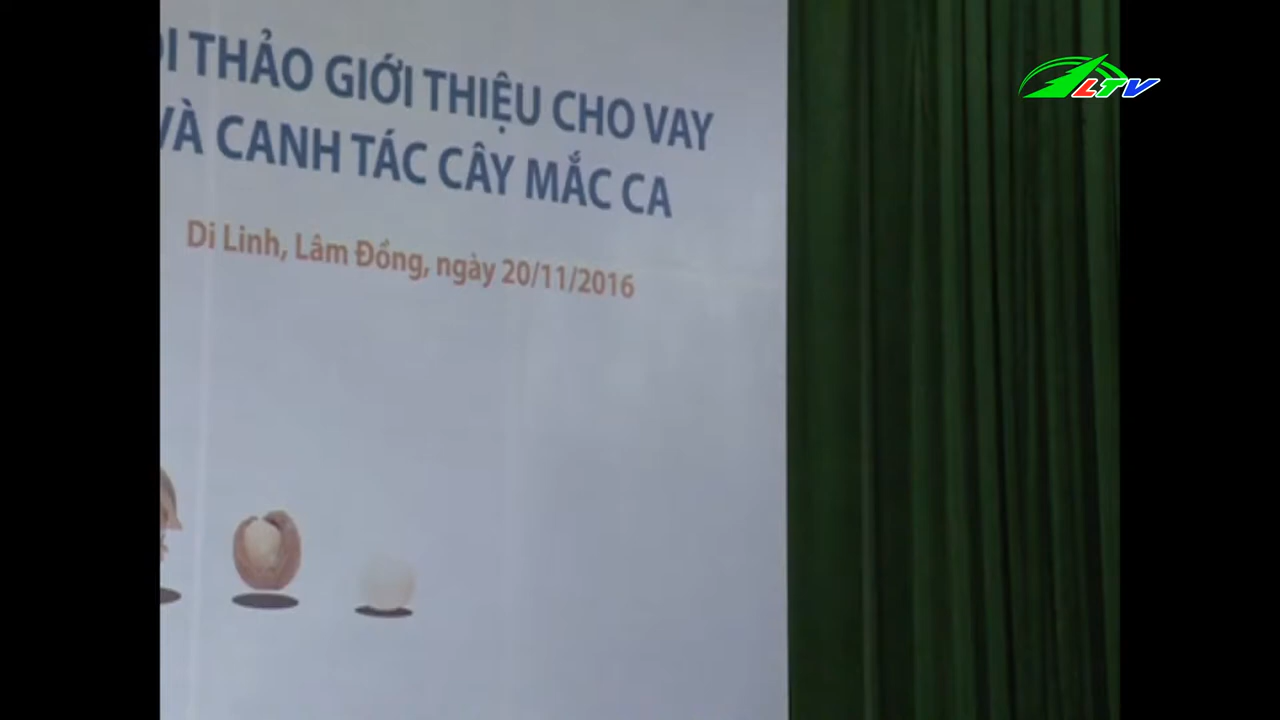 THẢO GIỚI THIỆU CHO VAY
VÀ CANH TÁC CÂY MẮC CA
Di Linh, Lâm Đồng, ngày 20/11/2016
LTV